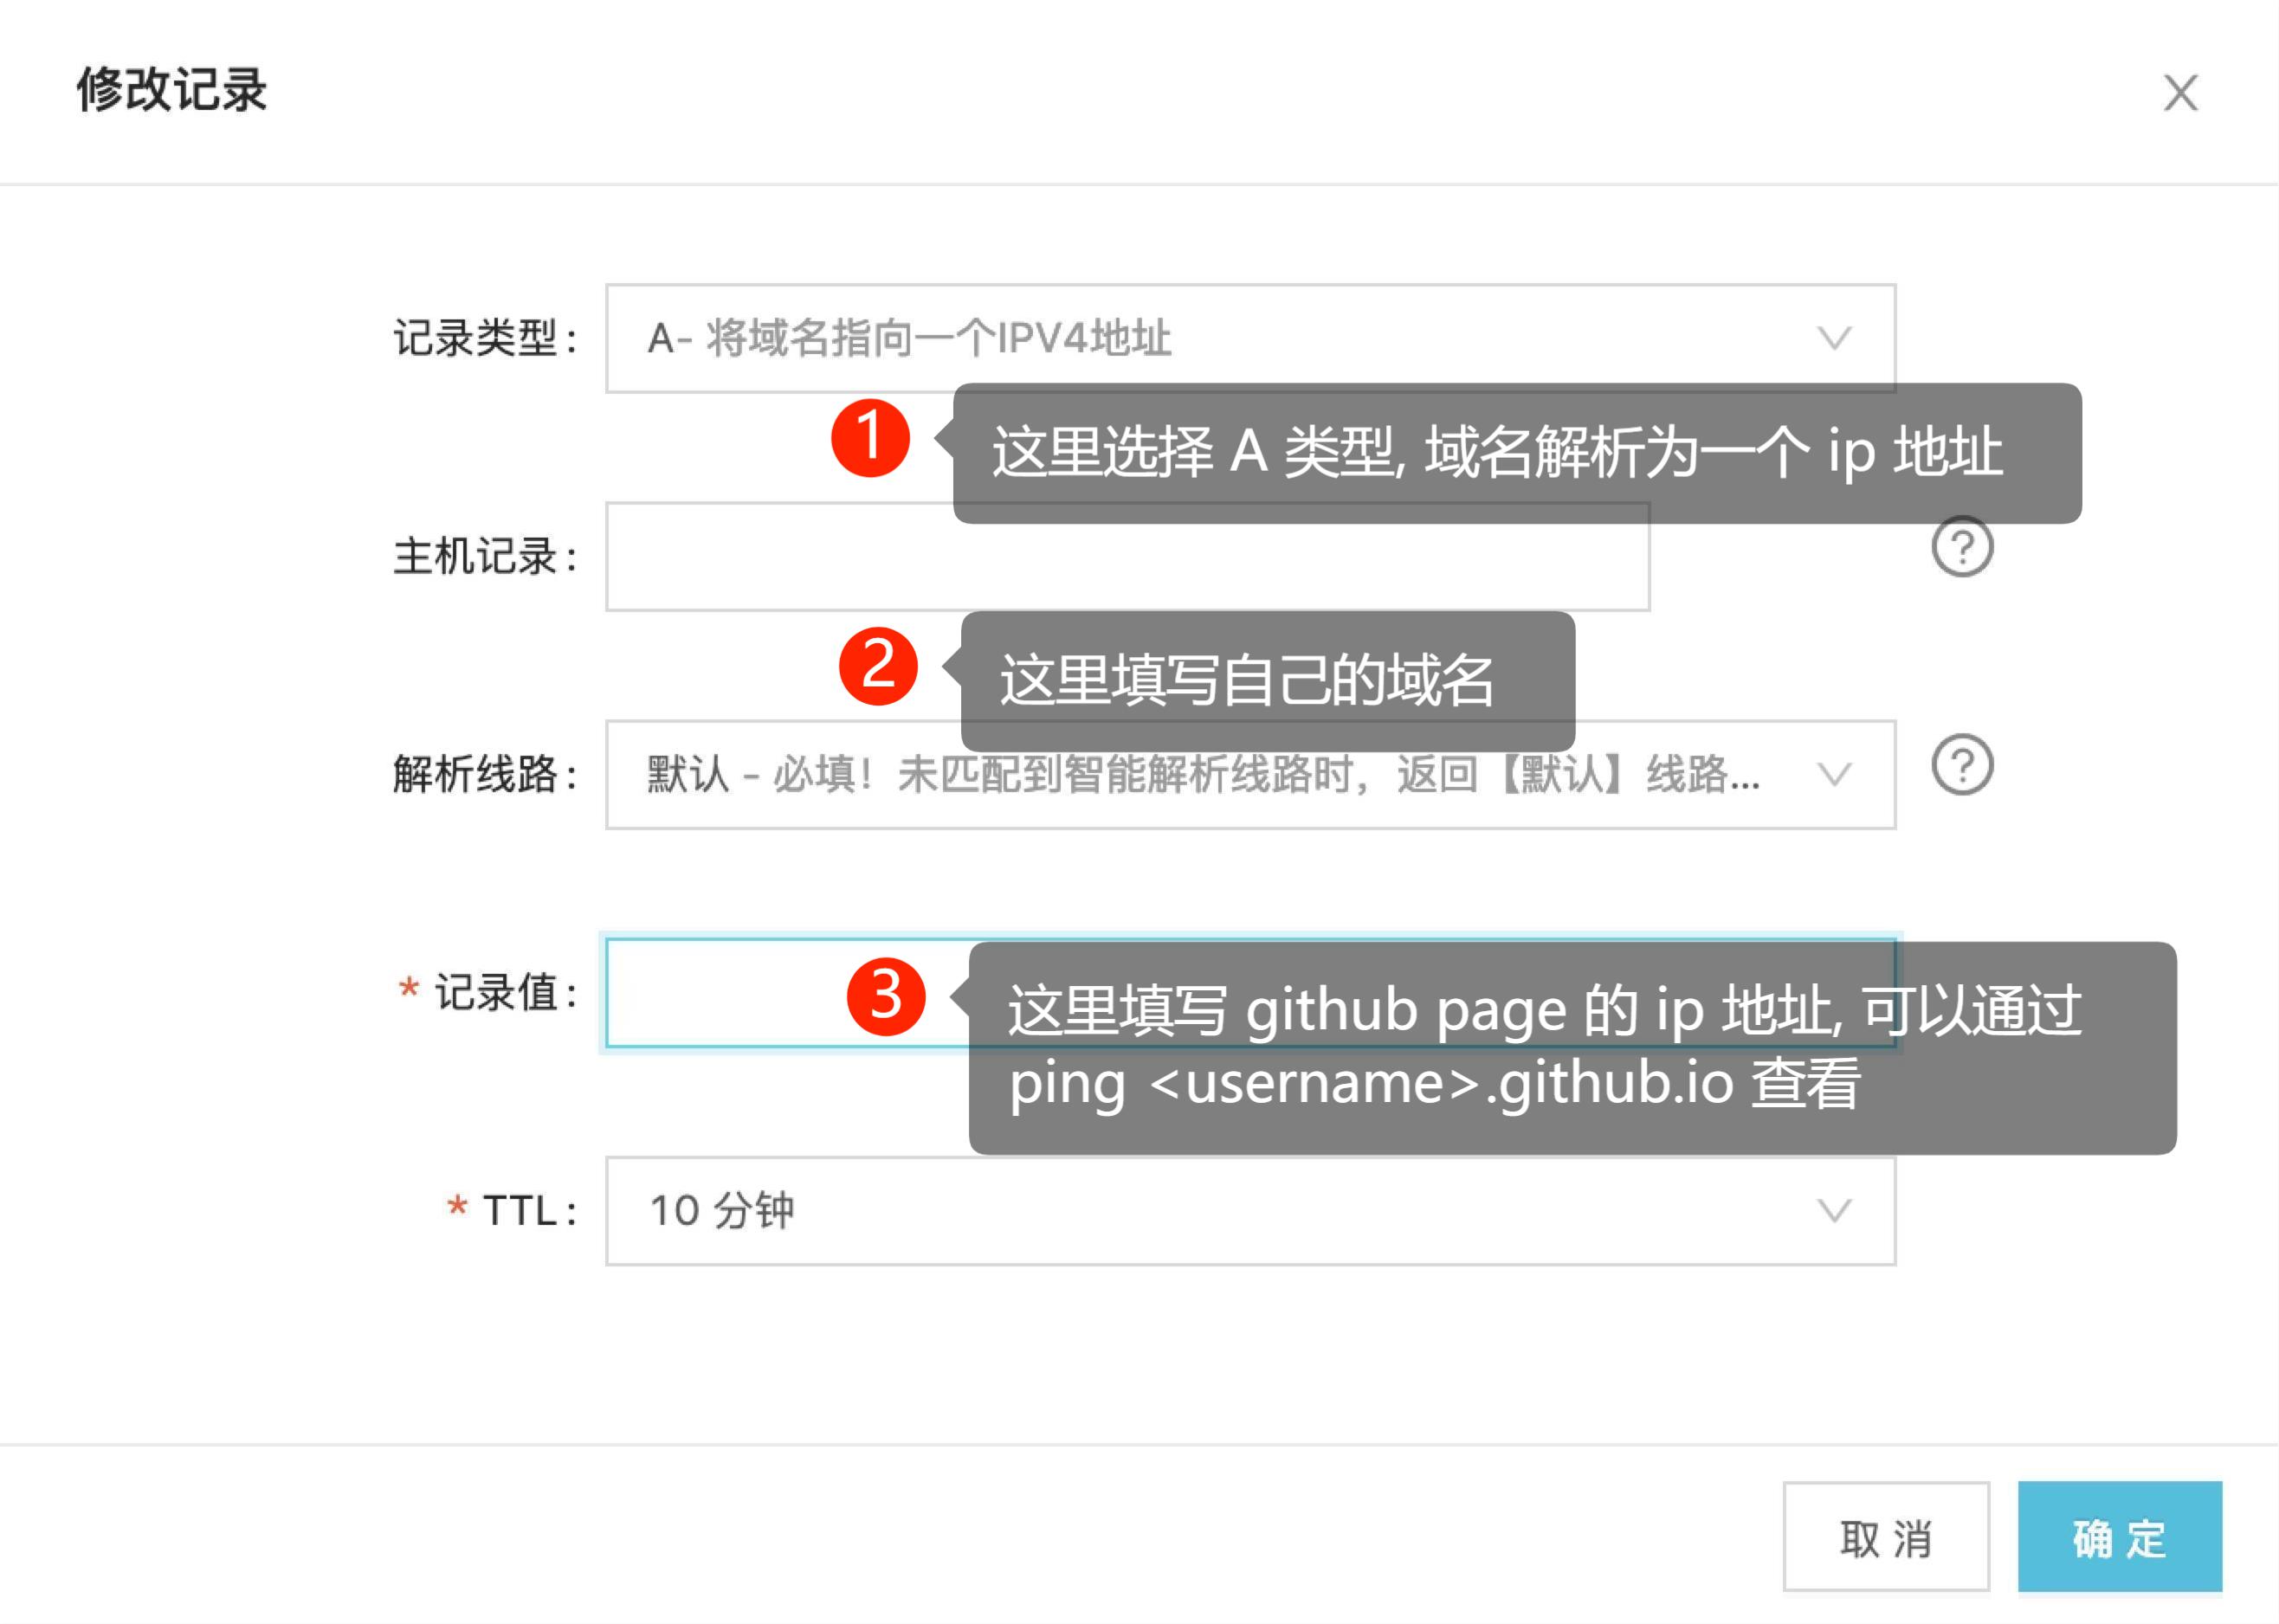 修改记录
记录类型：
A- 将域名指向一个IPV4地址
1
这里选择 A 类型, 域名解析为一个 ip 地址
主机记录：
2
这里填写自己的域名
解析线路：
默认 - 必填！未匹配到智能解析线路时，返回【默认】线路...
* 记录值：
3
这里填写 github page 的 ip 地址, 可以通过
ping <username>.github.io 查看
* TTL：
10 分钟
取 消
确 定